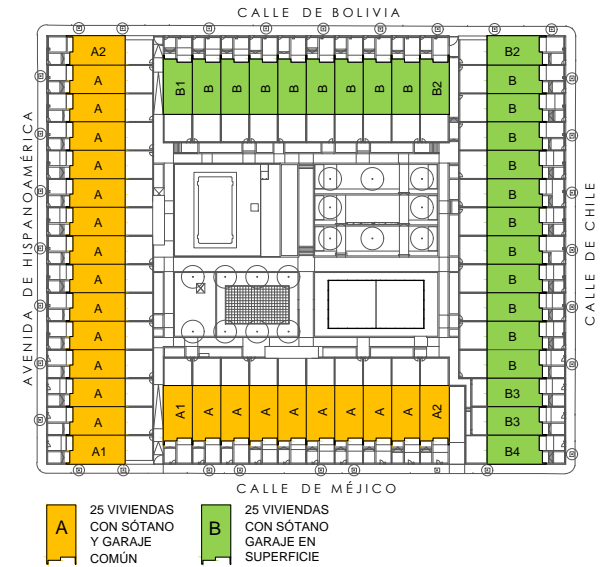 CALLE DE BOLIVIA
AVENIDA DE HISPANOAMÉRICA
A2
A
A
A
A
A
A
A
A
A
A
A
A
A
A1
B1 B B B B B B B B B2
B2
B
B
B
B
B
B
B
B
B
B
B
B3
B3
B4
CALLE DE CHILE
A1 A A A A A A A A A2
CALLE DE MÉJICO
A
25 VIVIENDAS
CON SÓTANO
Y GARAJE
COMÚN
B
25 VIVIENDAS
CON SÓTANO
GARAJE EN
SUPERFICIE